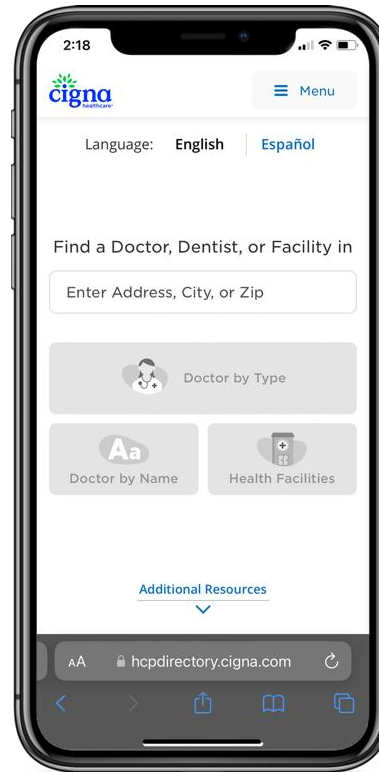 2:18
cigna
healthcare
Menu
Language: English Español
Find a Doctor, Dentist, or Facility in
Enter Address, City, or Zip
Doctor by Type
Aa
Doctor by Name Health Facilities
Additional Resources
AA hcpdirectory.cigna.com